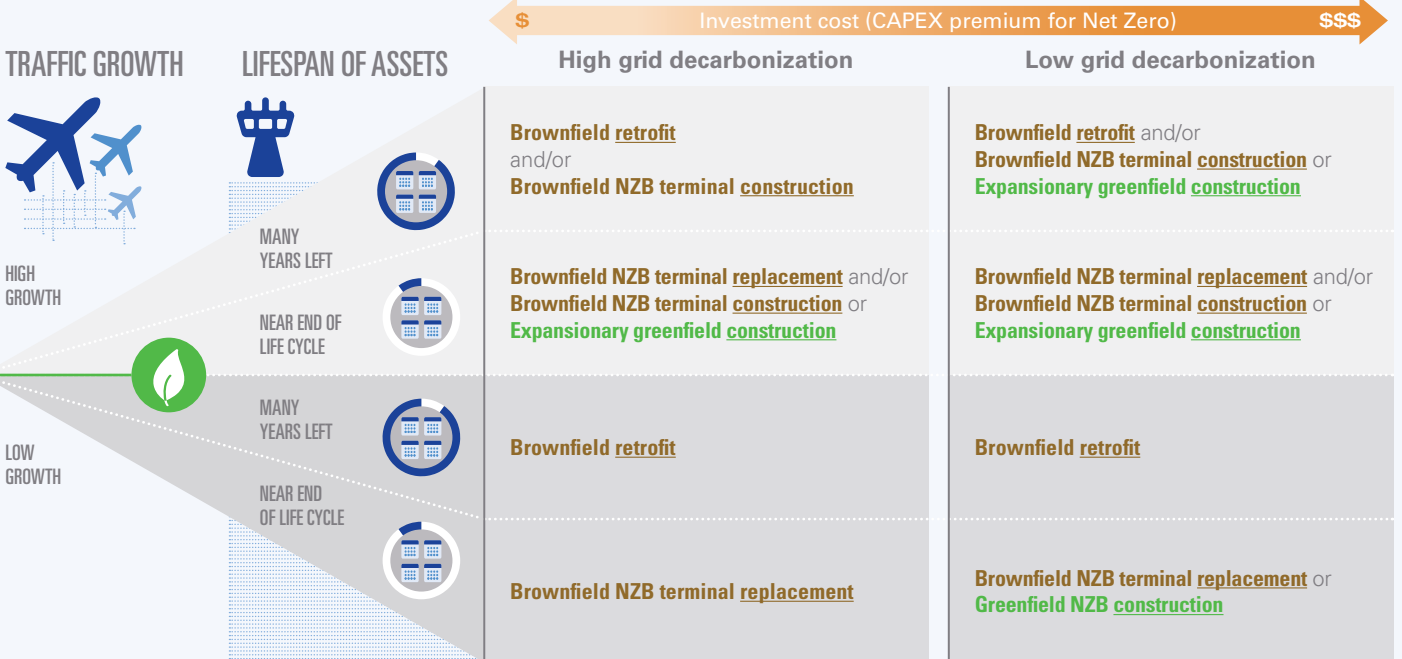 $ Investment cost (CAPEX premium for Net Zero) $$$
TRAFFIC GROWTH
LIFESPAN OF ASSETS
High grid decarbonization
Low grid decarbonization
HIGH
GROWTH
MANY
YEARS LEFT
Brownfield retrofit
and/or
Brownfield NZB terminal construction
Brownfield retrofit and/or
Brownfield NZB terminal construction or
Expansionary greenfield construction
NEAR END OF
LIFE CYCLE
Brownfield NZB terminal replacement and/or
Brownfield NZB terminal construction or
Expansionary greenfield construction
Brownfield NZB terminal replacement and/or
Brownfield NZB terminal construction or
Expansionary greenfield construction
LOW
GROWTH
MANY
YEARS LEFT
Brownfield retrofit
Brownfield retrofit
NEAR END
OF LIFE CYCLE
Brownfield NZB terminal replacement
Brownfield NZB terminal replacement or
Greenfield NZB construction